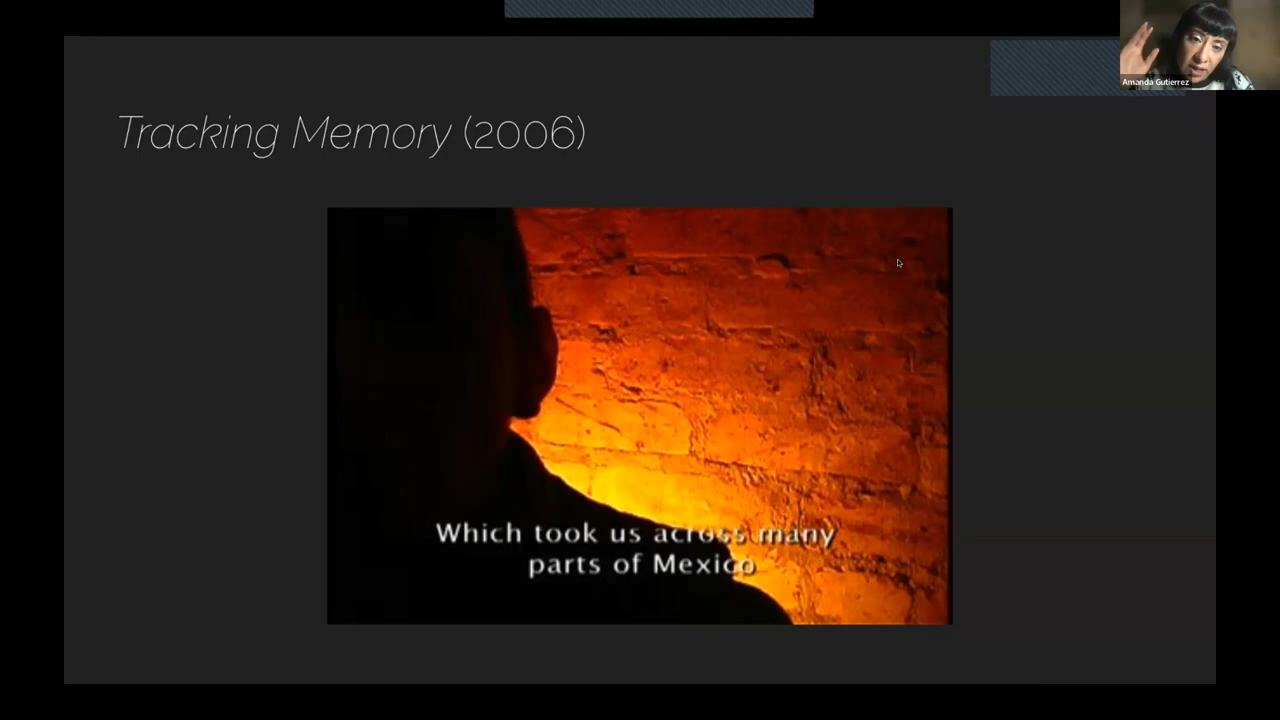 Amanda Gutierrez
Tracking Memory (2006)
Which took us across many
parts of Mexico